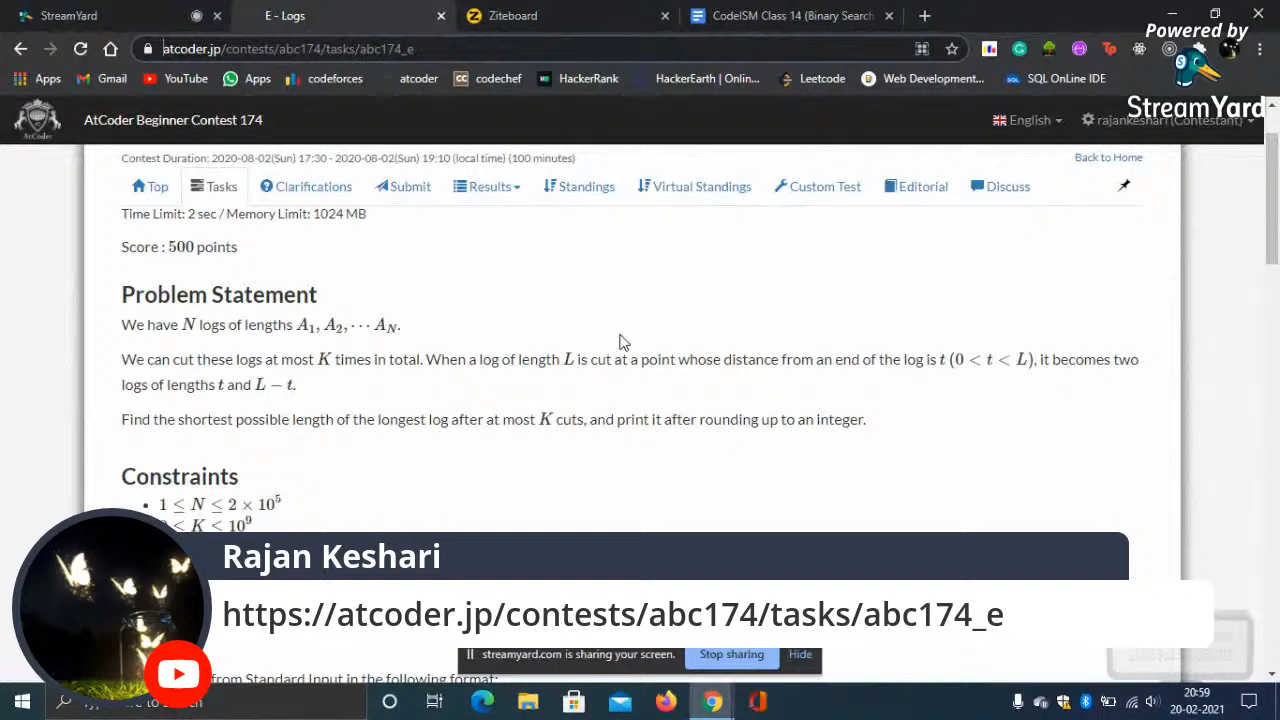 StreamYard
E - Logs
Ziteboard
CodeISM Class 14 (Binary Search
Powered by
StreamYard
atcoder.jp/contests/abc174/tasks/abc174_e
Apps
Gmail
YouTube
Apps
codeforces
atcoder
codechef
HackerRank
HackerEarth | Onlin...
Leetcode
Web Development...
SQL OnLine IDE
AtCoder Beginner Contest 174
English
rajankeshari (Contestant)
Contest Duration: 2020-08-02(Sun) 17:30 - 2020-08-02(Sun) 19:10 (local time) (100 minutes)
Back to Home
Top
Tasks
Clarifications
Submit
Results
Standings
Virtual Standings
Custom Test
Editorial
Discuss
Time Limit: 2 sec / Memory Limit: 1024 MB
Score : 500 points
Problem Statement
We have N logs of lengths A₁, A₂, ⋯ A_N.
We can cut these logs at most K times in total. When a log of length L is cut at a point whose distance from an end of the log is t (0 < t < L), it becomes two
logs of lengths t and L − t.
Find the shortest possible length of the longest log after at most K cuts, and print it after rounding up to an integer.
Constraints
• 1 ≤ N ≤ 2 × 10⁵
≤ K ≤ 10⁹
Rajan Keshari
https://atcoder.jp/contests/abc174/tasks/abc174_e
streamyard.com is sharing your screen.
Stop sharing
Hide
from Standard Input in the following format:
20:59
20-02-2021